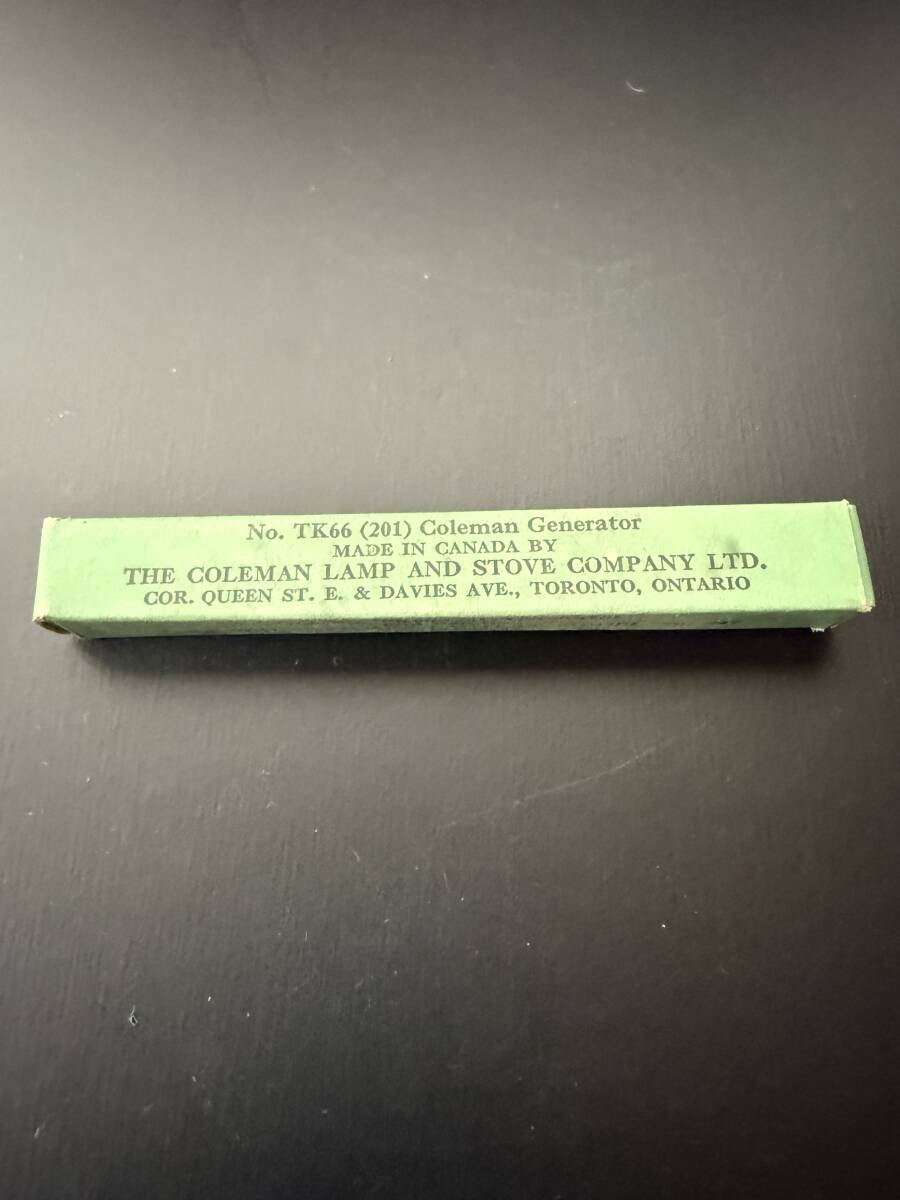 No. TK66 (201) Coleman Generator
MADE IN CANADA BY
THE COLEMAN LAMP AND STOVE COMPANY LTD.
COR. QUEEN ST. E. & DAVIES AVE., TORONTO, ONTARIO